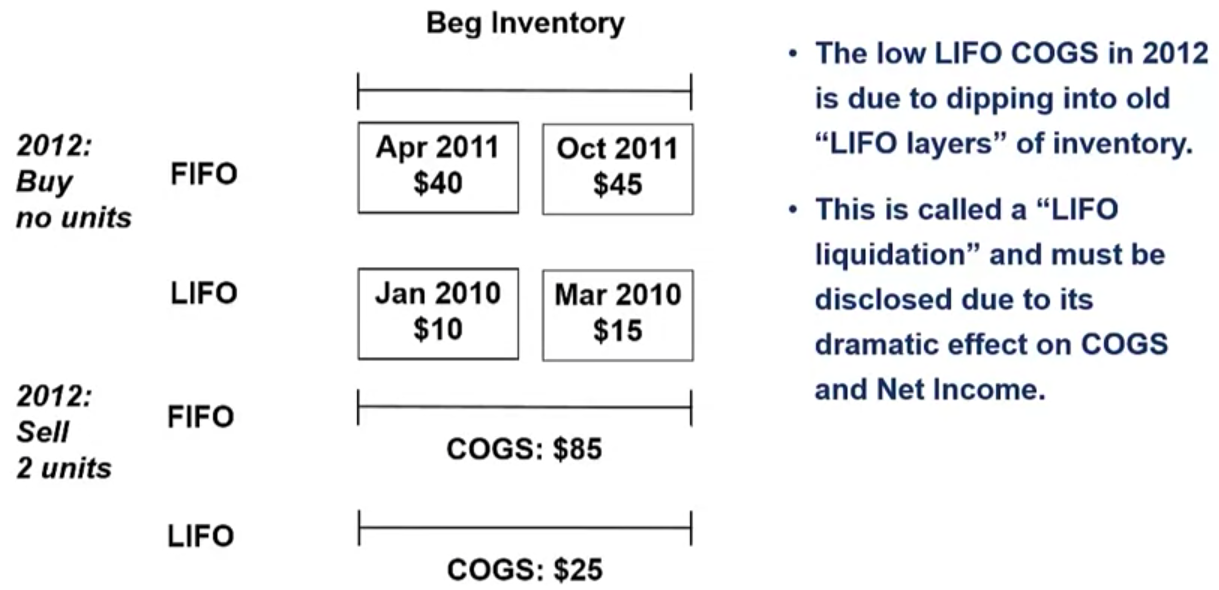 Beg Inventory
2012:
Buy
no units
FIFO
Apr 2011
$40
Oct 2011
$45
LIFO
Jan 2010
$10
Mar 2010
$15
2012:
Sell
2 units
FIFO
COGS: $85
LIFO
COGS: $25
• The low LIFO COGS in 2012
is due to dipping into old
“LIFO layers” of inventory.
• This is called a “LIFO
liquidation” and must be
disclosed due to its
dramatic effect on COGS
and Net Income.